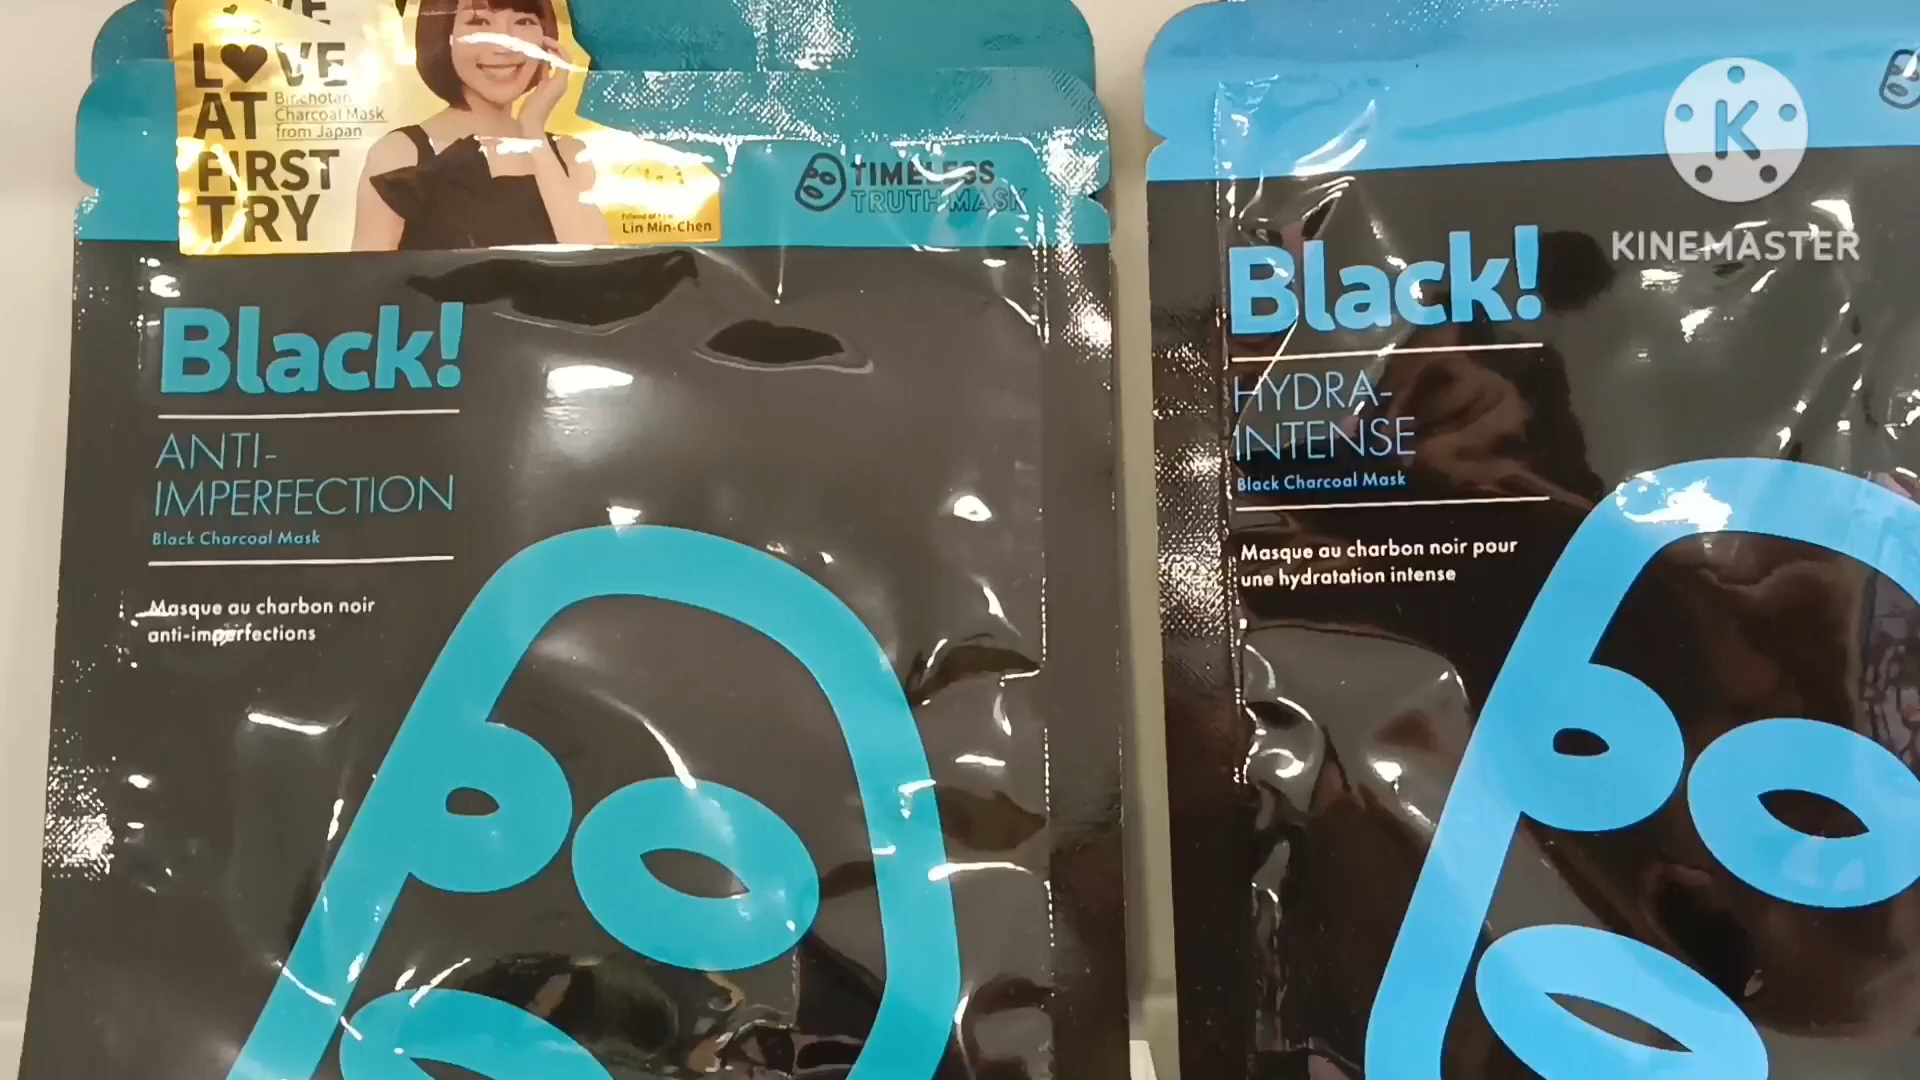 L♥VE
AT
FIRST
TRY
Binchotan
Charcoal Mask
from Japan
Lin Min-Chen
TIMELESS
TRUTH MASK
Black!
ANTI-
IMPERFECTION
Black Charcoal Mask
Masque au charbon noir
anti-imperfections
Black!
HYDRA-
INTENSE
Black Charcoal Mask
Masque au charbon noir pour
une hydratation intense
K
KINEMASTER